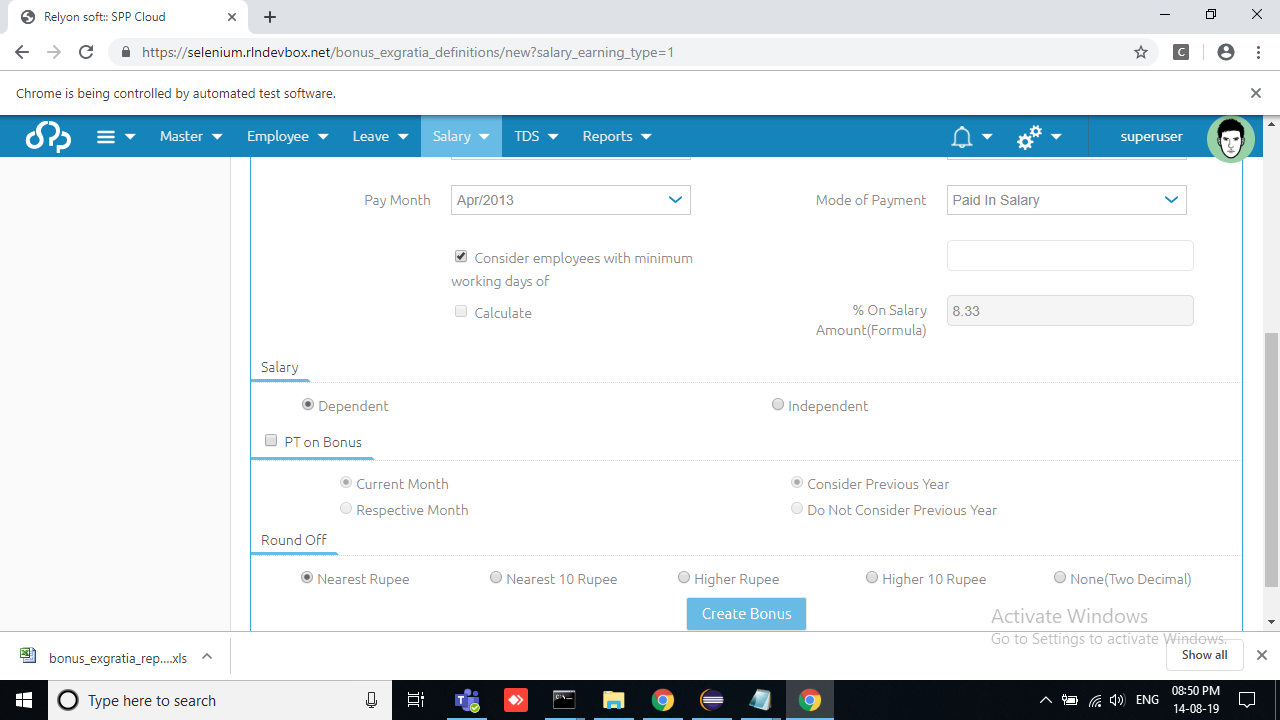 Relyon soft:: SPP Cloud
https://selenium.rlndevbox.net/bonus_exgratia_definitions/new?salary_earning_type=1
C
Chrome is being controlled by automated test software.
Master Employee Leave Salary TDS Reports superuser
Pay Month Apr/2013 Mode of Payment Paid In Salary
Consider employees with minimum
working days of
Calculate % On Salary 8.33
Amount(Formula)
Salary
Dependent Independent
PT on Bonus
Current Month Consider Previous Year
Respective Month Do Not Consider Previous Year
Round Off
Nearest Rupee Nearest 10 Rupee Higher Rupee Higher 10 Rupee None(Two Decimal)
Create Bonus
Activate Windows
Go to Settings to activate Windows.
bonus_exgratia_rep....xls Show all
Type here to search ENG 08:50 PM
14-08-19